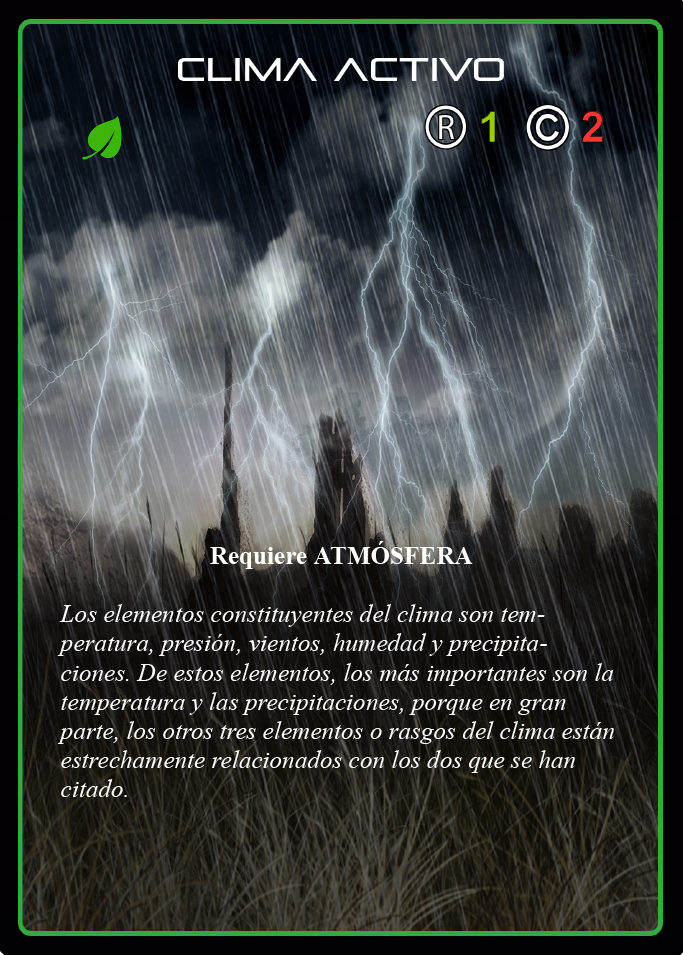 CLIMA ACTIVO
® 1 © 2
Requiere ATMÓSFERA
Los elementos constituyentes del clima son tem-
peratura, presión, vientos, humedad y precipita-
ciones. De estos elementos, los más importantes son la
temperatura y las precipitaciones, porque en gran
parte, los otros tres elementos o rasgos del clima están
estrechamente relacionados con los dos que se han
citado.